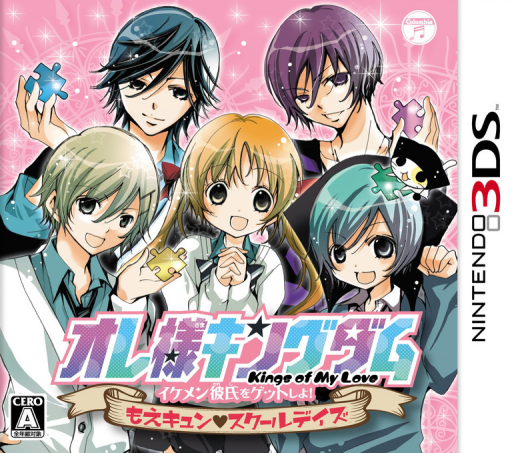 Columbia
NINTENDO 3DS™
オレ様キングダム
Kings of My Love
イケメン彼氏をゲットしよ!
もえキュン♥スクールデイズ
CERO
A
全年齢対象